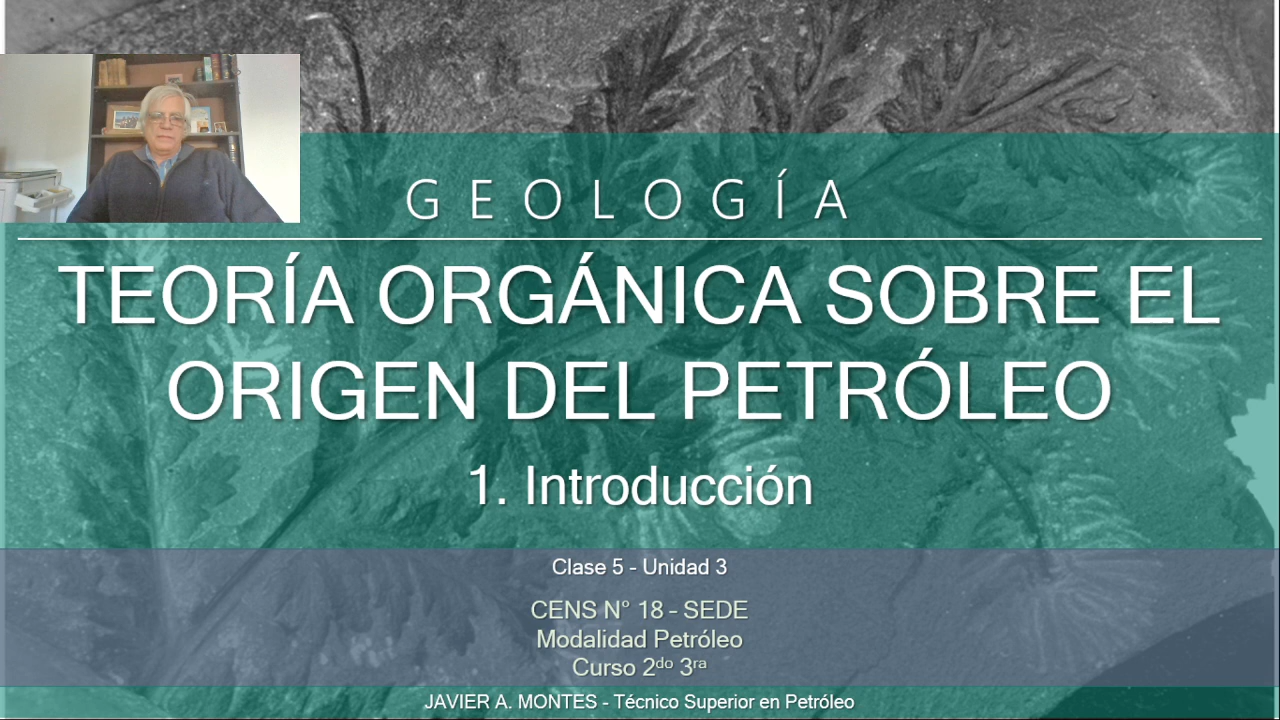 GEOLOGÍA
TEORÍA ORGÁNICA SOBRE EL
ORIGEN DEL PETRÓLEO
1. Introducción
Clase 5 - Unidad 3
CENS N° 18 - SEDE
Modalidad Petróleo
Curso 2do 3ra
JAVIER A. MONTES - Técnico Superior en Petróleo